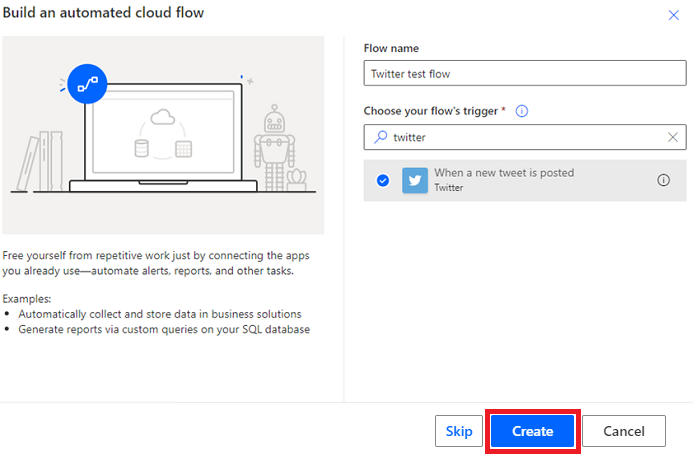 Build an automated cloud flow
Free yourself from repetitive work just by connecting the apps
you already use—automate alerts, reports, and other tasks.
Examples:
• Automatically collect and store data in business solutions
• Generate reports via custom queries on your SQL database
Flow name
Twitter test flow
Choose your flow's trigger *
twitter
When a new tweet is posted
Twitter
Skip
Create
Cancel